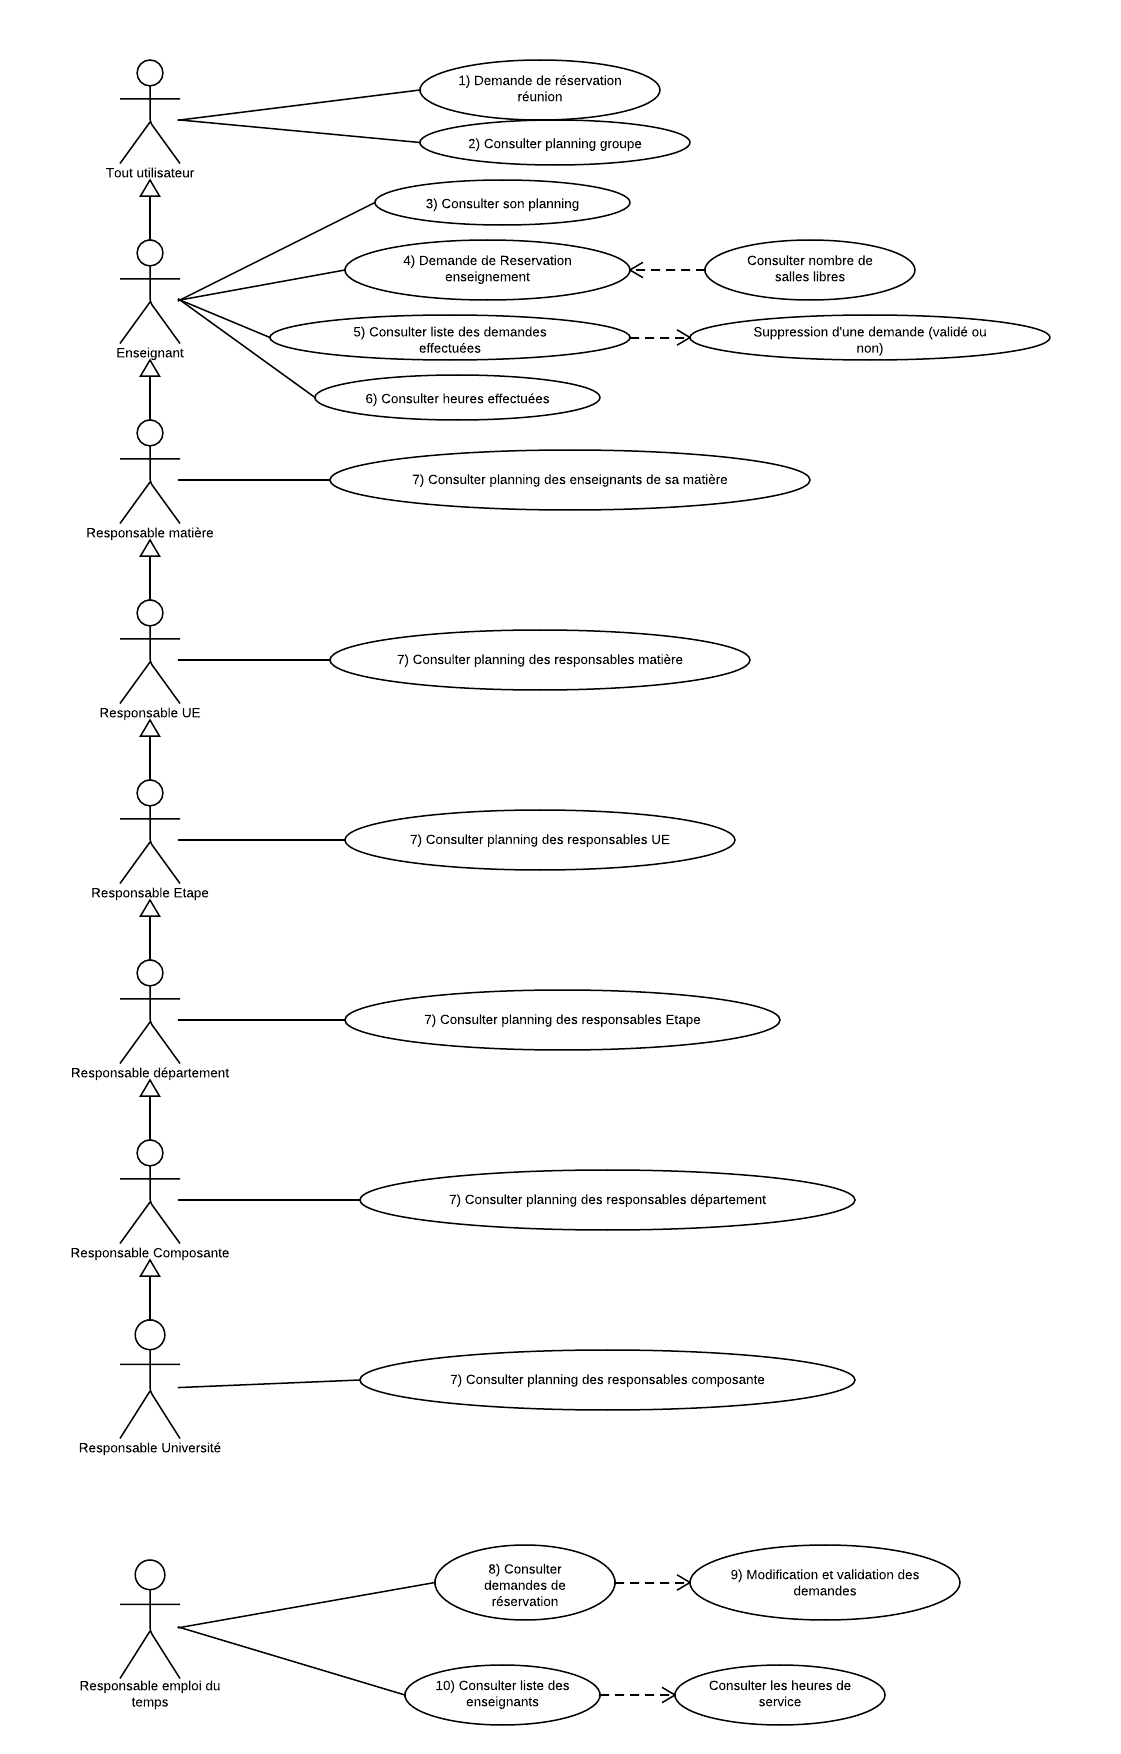 1) Demande de réservation
réunion
2) Consulter planning groupe
Tout utilisateur
3) Consulter son planning
4) Demande de Reservation
enseignement
Consulter nombre de
salles libres
5) Consulter liste des demandes
effectuées
Suppression d'une demande (validé ou
non)
Enseignant
6) Consulter heures effectuées
7) Consulter planning des enseignants de sa matière
Responsable matière
7) Consulter planning des responsables matière
Responsable UE
7) Consulter planning des responsables UE
Responsable Etape
7) Consulter planning des responsables Etape
Responsable département
7) Consulter planning des responsables département
Responsable Composante
7) Consulter planning des responsables composante
Responsable Université
8) Consulter
demandes de
réservation
9) Modification et validation des
demandes
Responsable emploi du
temps
10) Consulter liste des
enseignants
Consulter les heures de
service